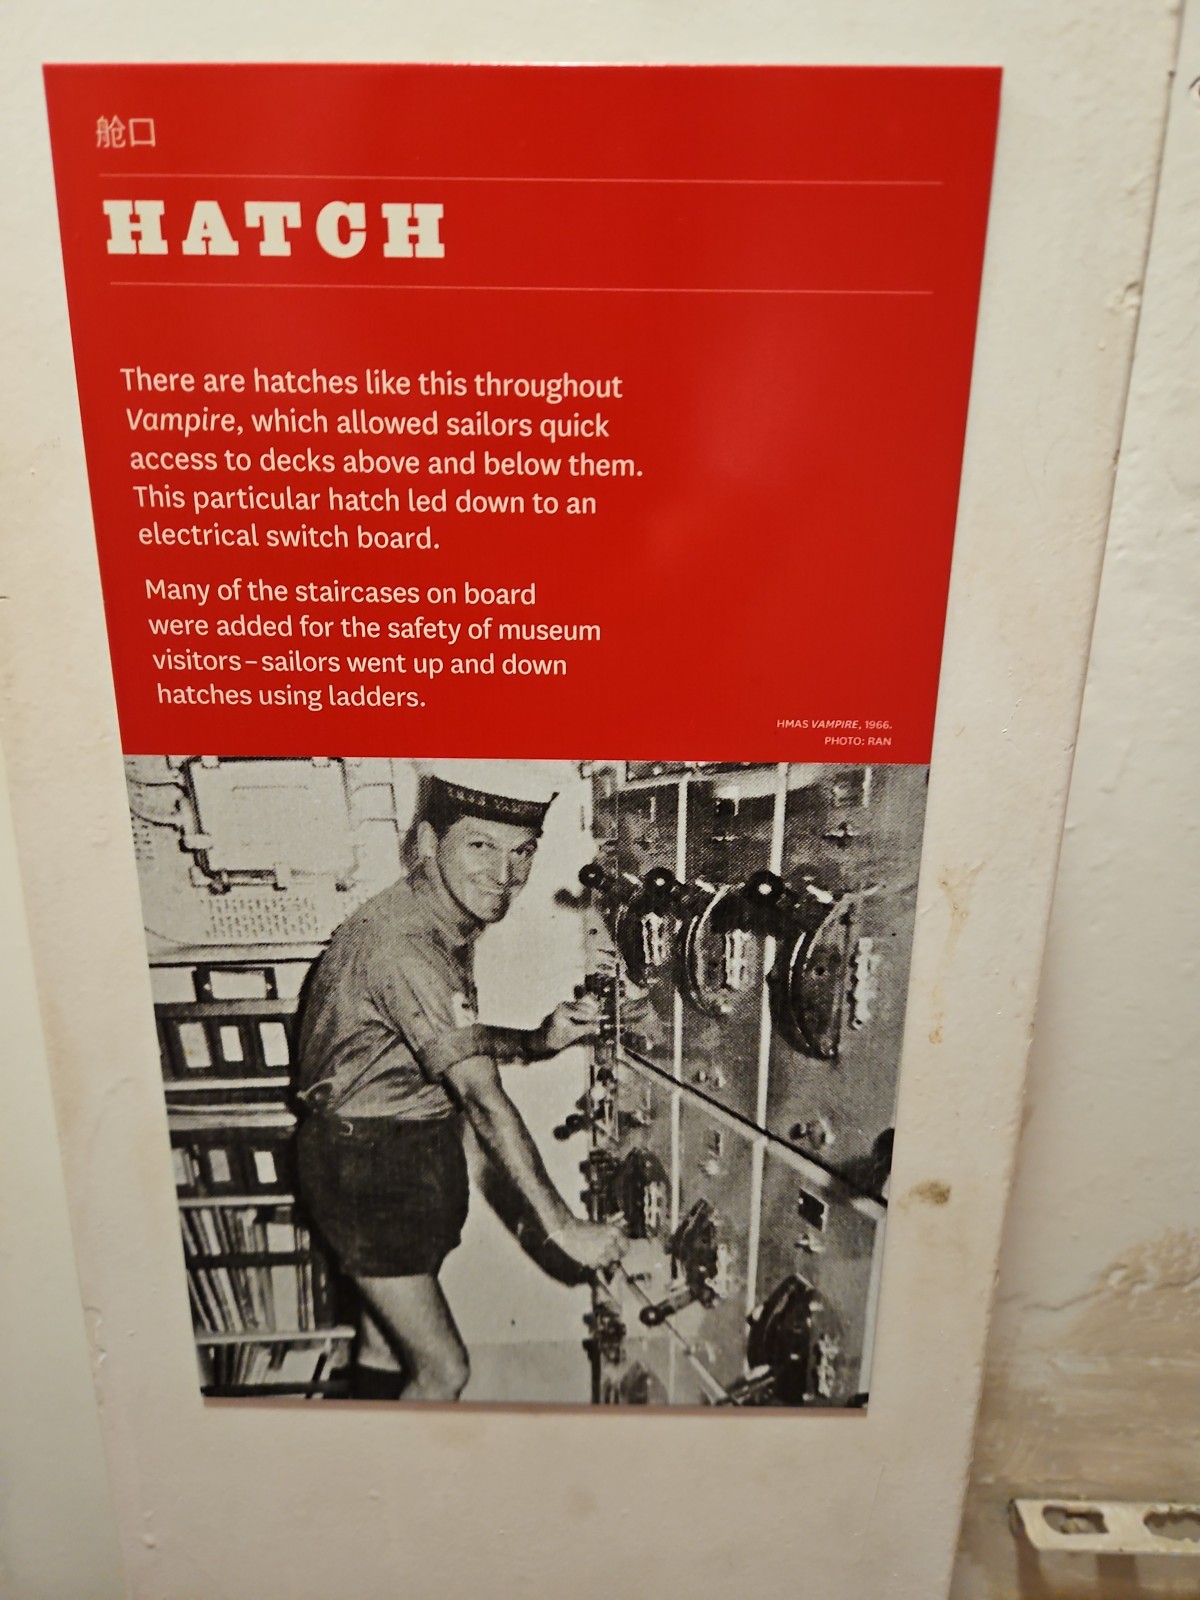 舱口
HATCH
There are hatches like this throughout
Vampire, which allowed sailors quick
access to decks above and below them.
This particular hatch led down to an
electrical switch board.
Many of the staircases on board
were added for the safety of museum
visitors – sailors went up and down
hatches using ladders.
HMAS VAMPIRE, 1966.
PHOTO: RAN